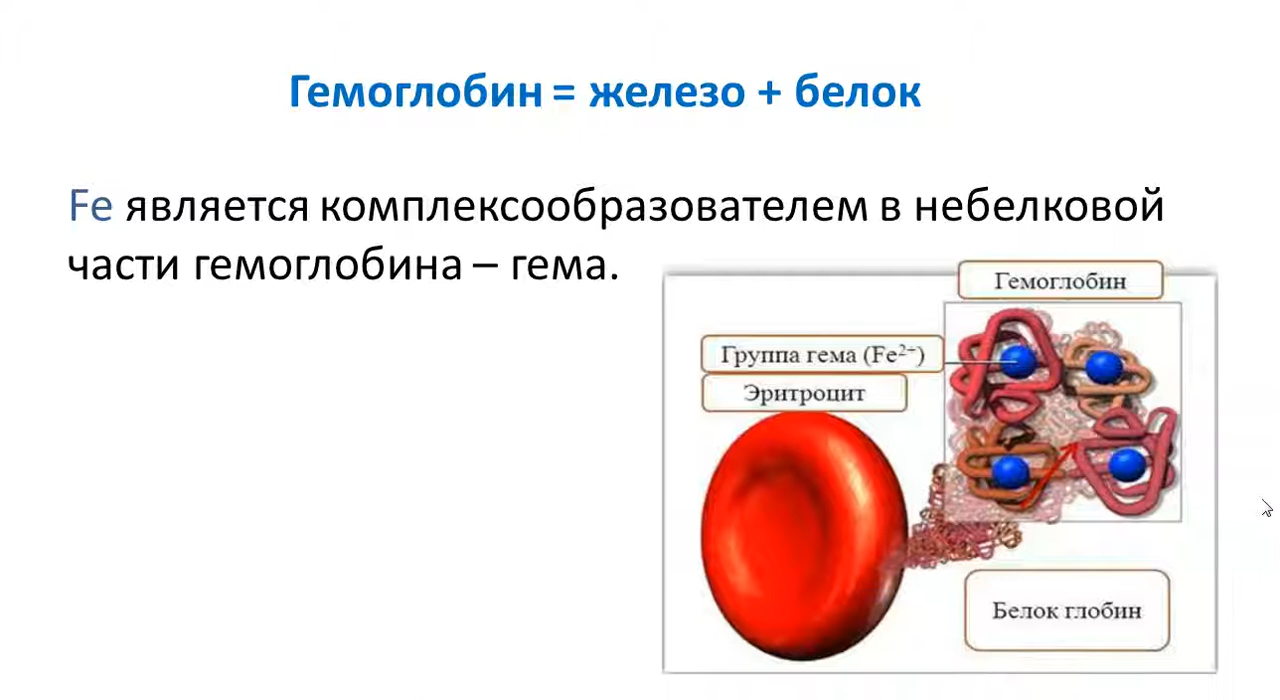 Гемоглобин = железо + белок
Fe является комплексообразователем в небелковой
части гемоглобина – гема.
Гемоглобин
Группа гема (Fe²⁺)
Эритроцит
Белок глобин